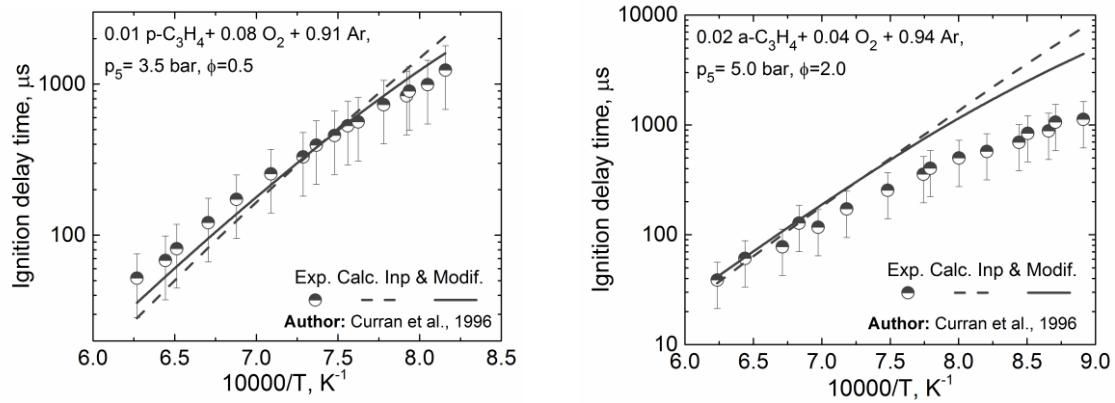 0.01 p-C₃H₄+ 0.08 O₂ + 0.91 Ar,
p₅= 3.5 bar, ϕ=0.5
Ignition delay time, μs
1000
100
Exp. Calc. Inp & Modif.
Author: Curran et al., 1996
6.0 6.5 7.0 7.5 8.0 8.5
10000/T, K⁻¹
0.02 a-C₃H₄+ 0.04 O₂ + 0.94 Ar,
p₅= 5.0 bar, ϕ=2.0
Ignition delay time, μs
10000
1000
100
10
Exp. Calc. Inp & Modif.
Author: Curran et al., 1996
6.0 6.5 7.0 7.5 8.0 8.5 9.0
10000/T, K⁻¹